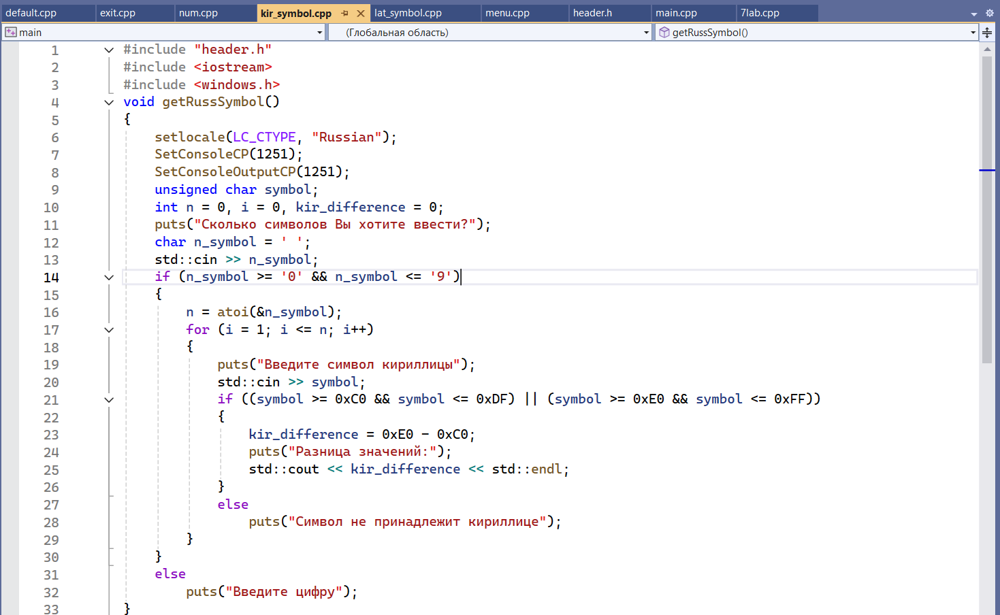 default.cpp exit.cpp num.cpp kir_symbol.cpp lat_symbol.cpp menu.cpp header.h main.cpp 7lab.cpp
main (Глобальная область) getRussSymbol()
1 #include "header.h"
2 #include <iostream>
3 #include <windows.h>
4 void getRussSymbol()
5 {
6 setlocale(LC_CTYPE, "Russian");
7 SetConsoleCP(1251);
8 SetConsoleOutputCP(1251);
9 unsigned char symbol;
10 int n = 0, i = 0, kir_difference = 0;
11 puts("Сколько символов Вы хотите ввести?");
12 char n_symbol = ' ';
13 std::cin >> n_symbol;
14 if (n_symbol >= '0' && n_symbol <= '9')
15 {
16 n = atoi(&n_symbol);
17 for (i = 1; i <= n; i++)
18 {
19 puts("Введите символ кириллицы");
20 std::cin >> symbol;
21 if ((symbol >= 0xC0 && symbol <= 0xDF) || (symbol >= 0xE0 && symbol <= 0xFF))
22 {
23 kir_difference = 0xE0 - 0xC0;
24 puts("Разница значений:");
25 std::cout << kir_difference << std::endl;
26 }
27 else
28 puts("Символ не принадлежит кириллице");
29 }
30 }
31 else
32 puts("Введите цифру");
33 }